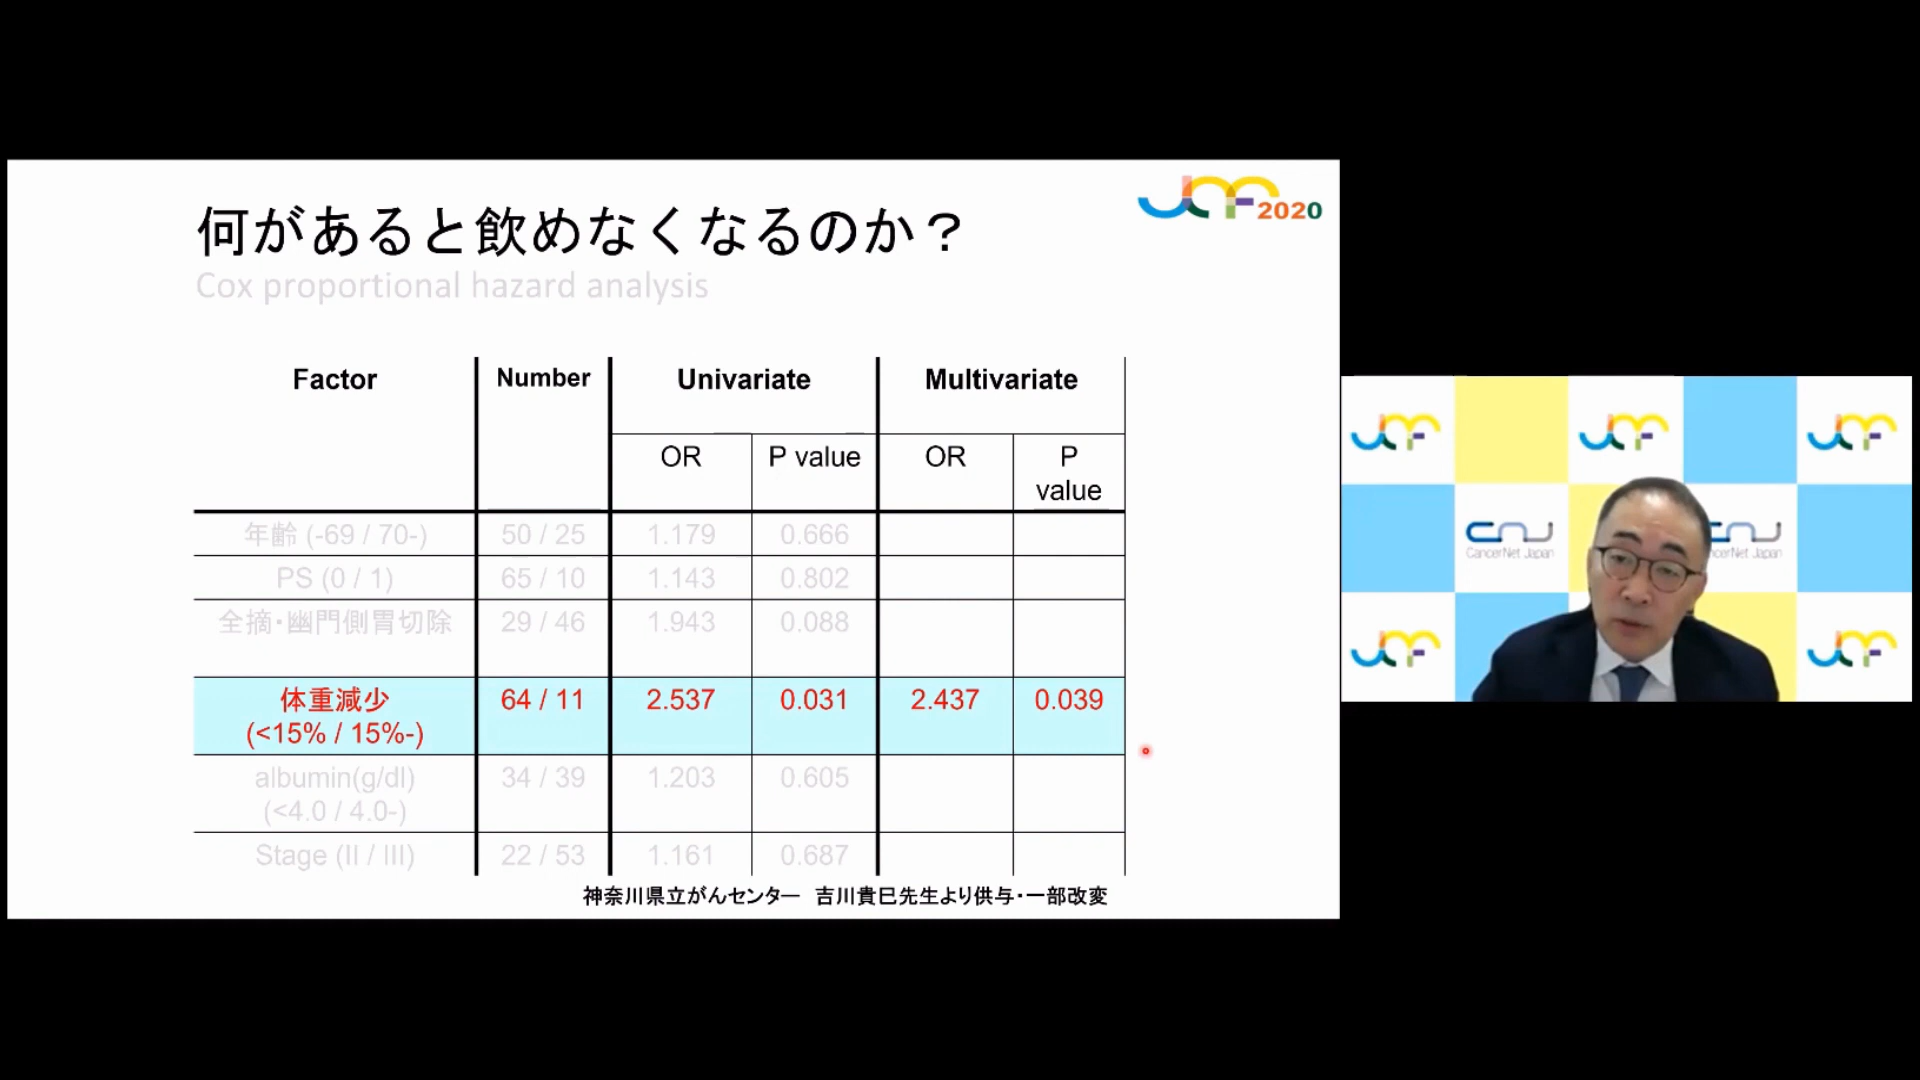 何があると飲めなくなるのか？
2020
Cox proportional hazard analysis
Factor Number Univariate Multivariate
OR P value OR P value
年齢 (-69 / 70-) 50 / 25 1.179 0.666
PS (0 / 1) 65 / 10 1.143 0.802
全摘・幽門側胃切除 29 / 46 1.943 0.088
体重減少 64 / 11 2.537 0.031 2.437 0.039
(<15% / 15%-)
albumin(g/dl) 34 / 39 1.203 0.605
(<4.0 / 4.0-)
Stage (II / III) 22 / 53 1.161 0.687
神奈川県立がんセンター 吉川貴巳先生より供与・一部改変
CancerNet Japan
ncerNet Japan